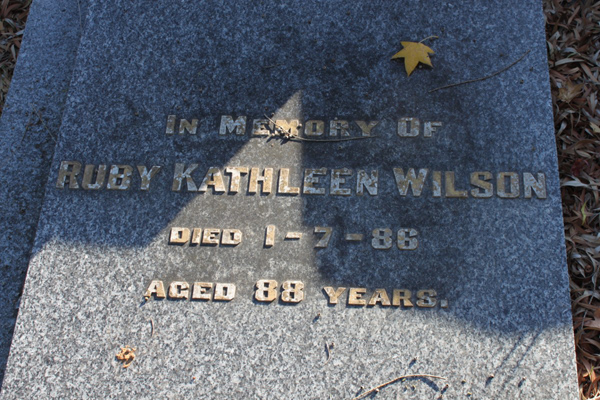 In Memory Of
Ruby Kathleen Wilson
Died 1-7-86
Aged 88 years.